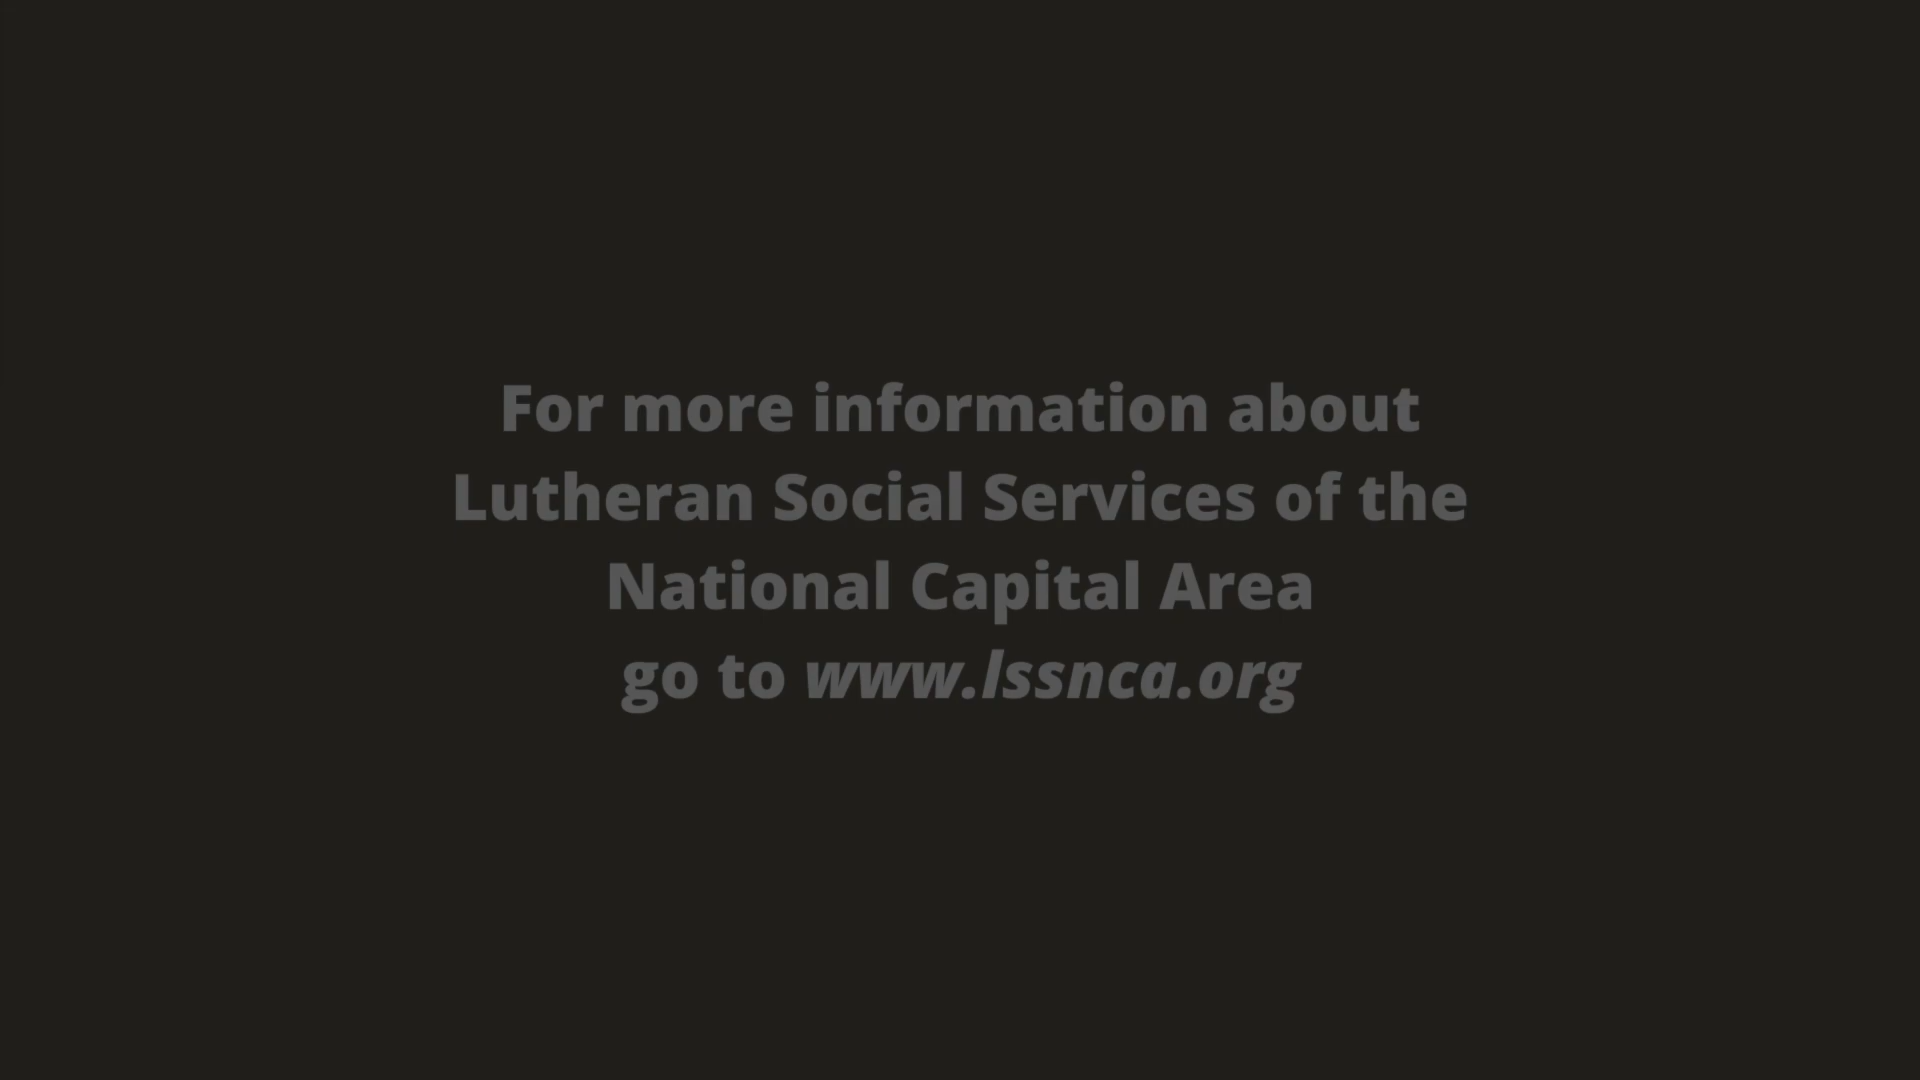 For more information about
Lutheran Social Services of the
National Capital Area
go to www.lssnca.org